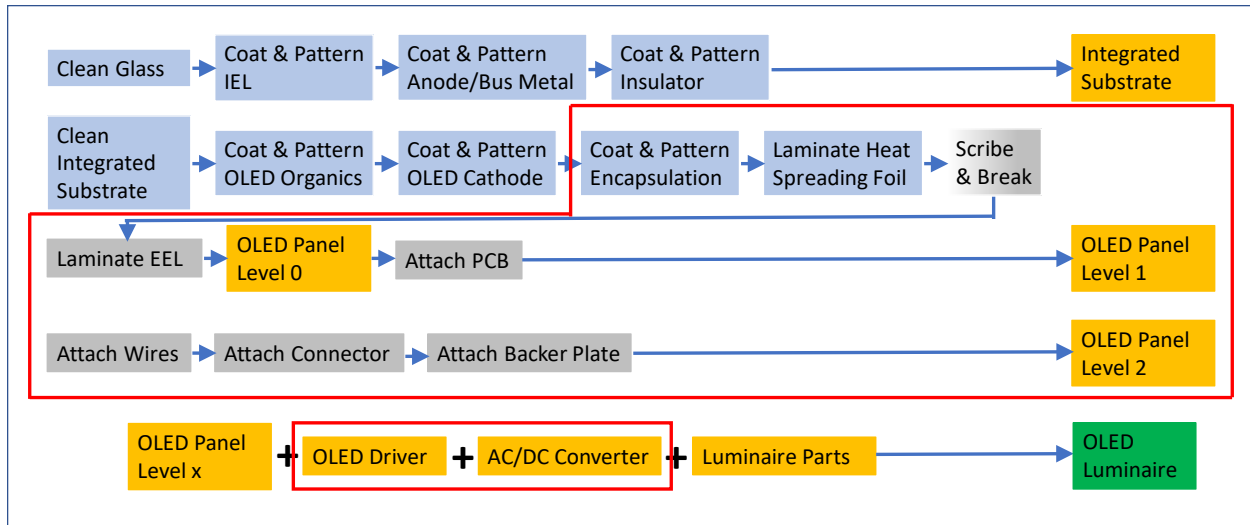 Clean Glass
Coat & Pattern
IEL
Coat & Pattern
Anode/Bus Metal
Coat & Pattern
Insulator
Integrated
Substrate
Clean
Integrated
Substrate
Coat & Pattern
OLED Organics
Coat & Pattern
OLED Cathode
Coat & Pattern
Encapsulation
Laminate Heat
Spreading Foil
Scribe
& Break
Laminate EEL
OLED Panel
Level 0
Attach PCB
OLED Panel
Level 1
Attach Wires
Attach Connector
Attach Backer Plate
OLED Panel
Level 2
OLED Panel
Level x
+
OLED Driver
+
AC/DC Converter
+
Luminaire Parts
OLED
Luminaire